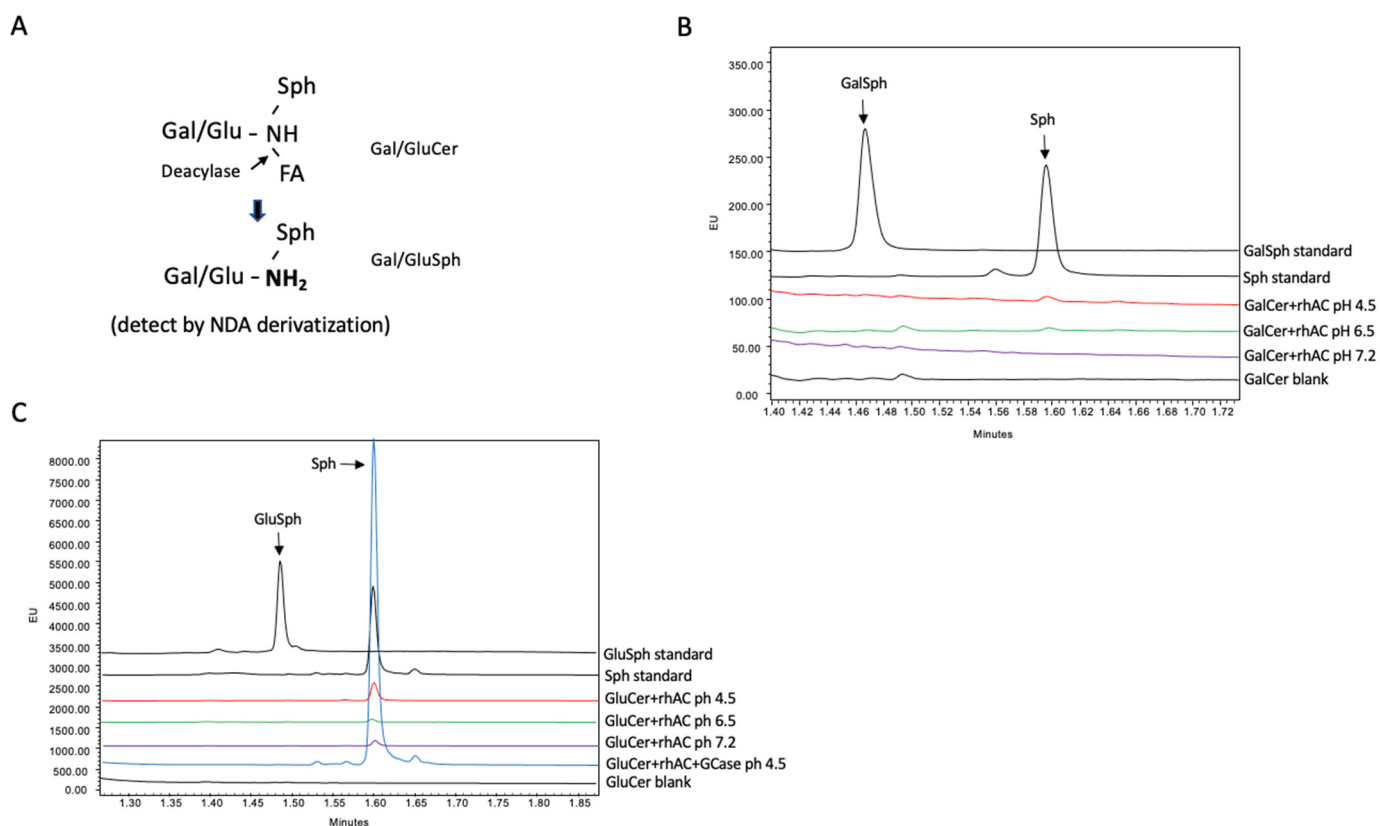 A
Sph
Gal/Glu – NH
Gal/GluCer
Deacylase
FA
Sph
Gal/GluSph
Gal/Glu – NH2
(detect by NDA derivatization)
B
350.00
300.00
250.00
200.00
150.00
100.00
50.00
0.00
EU
GalSph
Sph
GalSph standard
Sph standard
GalCer+rhAC pH 4.5
GalCer+rhAC pH 6.5
GalCer+rhAC pH 7.2
GalCer blank
1.40 1.42 1.44 1.46 1.48 1.50 1.52 1.54 1.56 1.58 1.60 1.62 1.64 1.66 1.68 1.70 1.72
Minutes
C
8000.00
7500.00
7000.00
6500.00
6000.00
5500.00
5000.00
4500.00
4000.00
3500.00
3000.00
2500.00
2000.00
1500.00
1000.00
500.00
0.00
EU
Sph
GluSph
GluSph standard
Sph standard
GluCer+rhAC ph 4.5
GluCer+rhAC ph 6.5
GluCer+rhAC ph 7.2
GluCer+rhAC+GCase ph 4.5
GluCer blank
1.30 1.35 1.40 1.45 1.50 1.55 1.60 1.65 1.70 1.75 1.80 1.85
Minutes